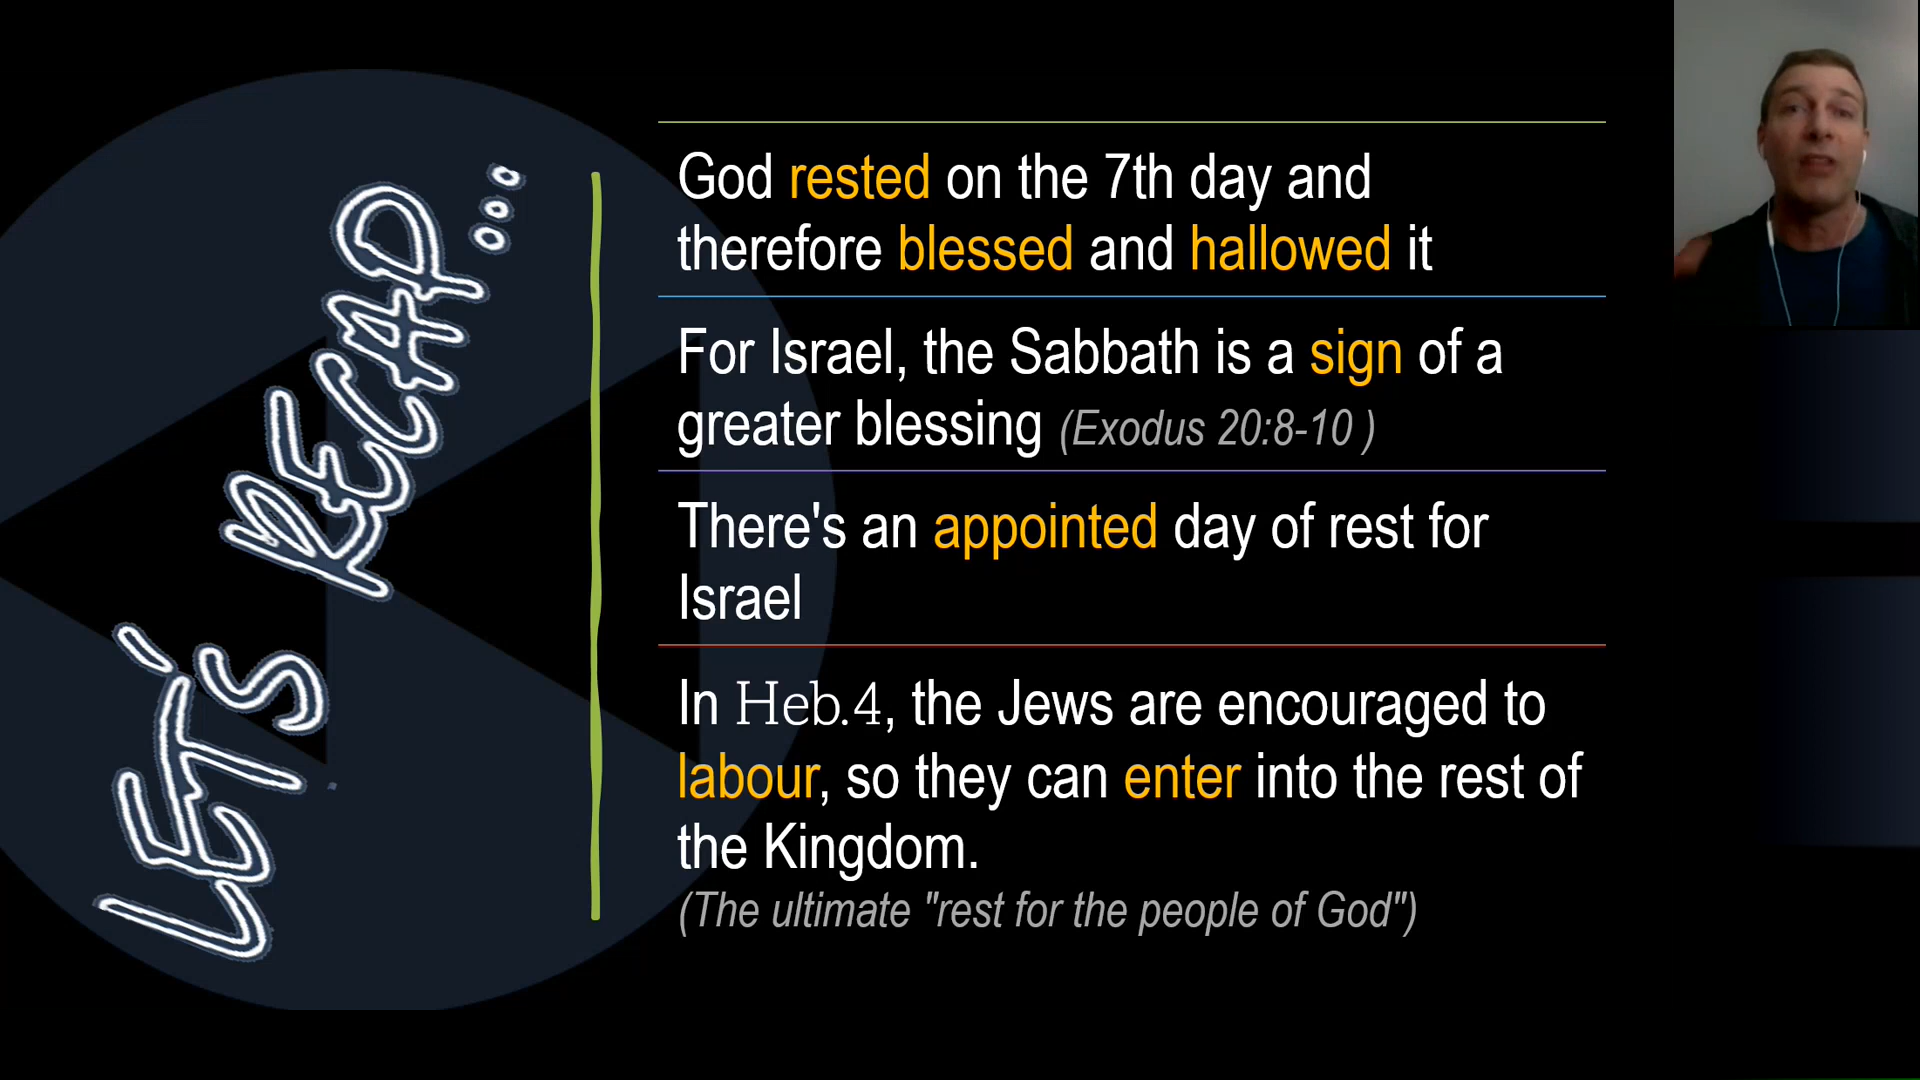 LET'S RECAP...
God rested on the 7th day and
therefore blessed and hallowed it
For Israel, the Sabbath is a sign of a
greater blessing (Exodus 20:8-10 )
There's an appointed day of rest for
Israel
In Heb.4, the Jews are encouraged to
labour, so they can enter into the rest of
the Kingdom.
(The ultimate "rest for the people of God")